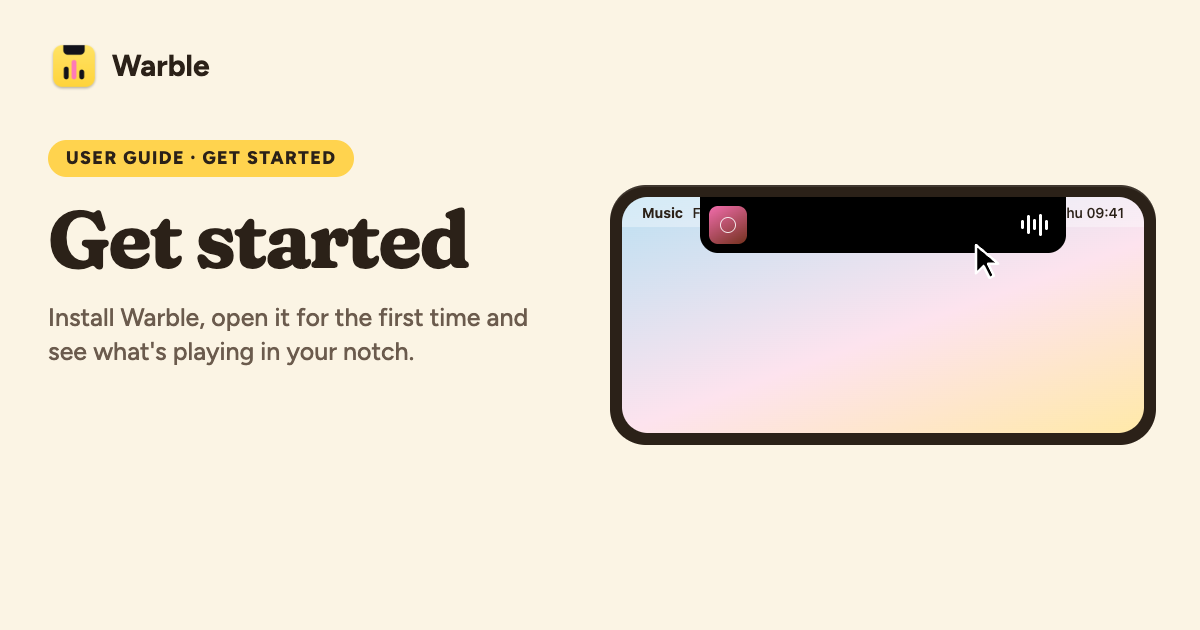 Warble
USER GUIDE · GET STARTED
Get started
Install Warble, open it for the first time and
see what's playing in your notch.
Music
09:41